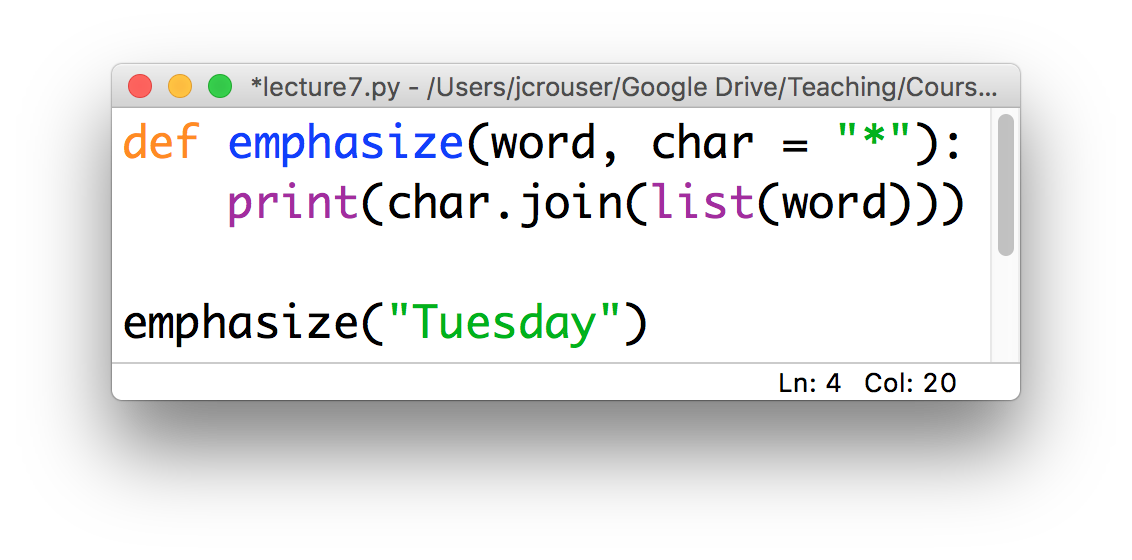 *lecture7.py - /Users/jcrouser/Google Drive/Teaching/Cours...
def emphasize(word, char = "*"):
    print(char.join(list(word)))
emphasize("Tuesday")
Ln: 4 Col: 20